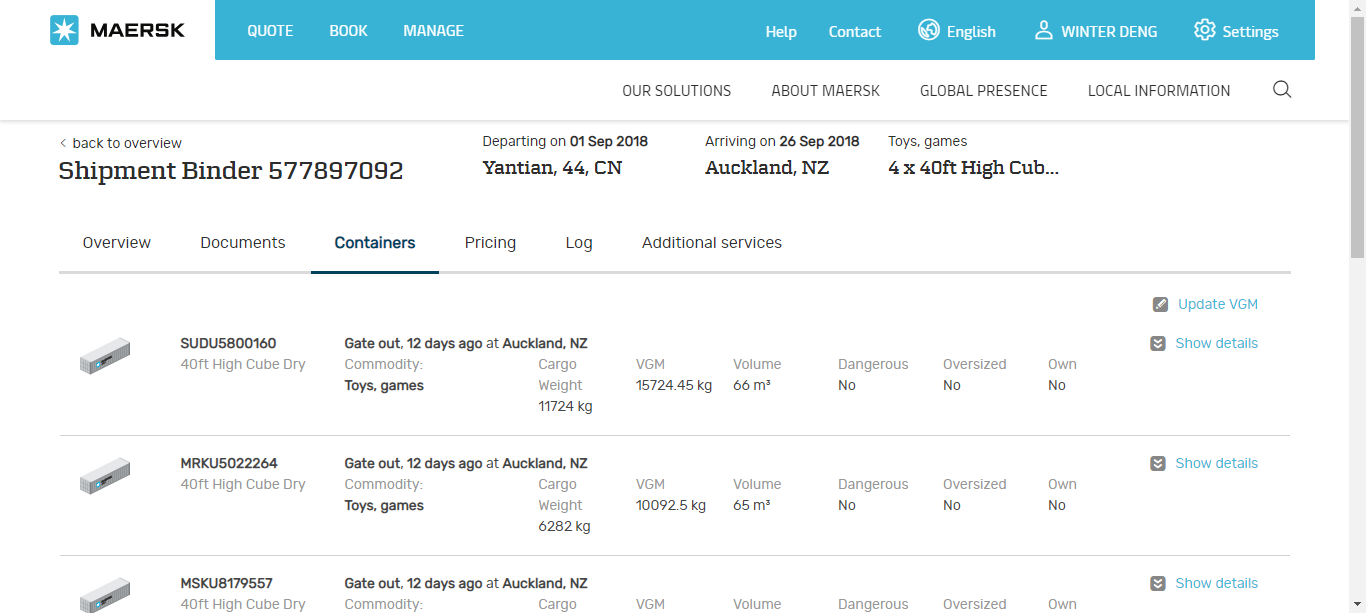 MAERSK
QUOTE BOOK MANAGE Help Contact English WINTER DENG Settings
OUR SOLUTIONS ABOUT MAERSK GLOBAL PRESENCE LOCAL INFORMATION
< back to overview
Shipment Binder 577897092
Departing on 01 Sep 2018
Yantian, 44, CN
Arriving on 26 Sep 2018
Auckland, NZ
Toys, games
4 x 40ft High Cub...
Overview Documents Containers Pricing Log Additional services
Update VGM
SUDU5800160 Gate out, 12 days ago at Auckland, NZ Show details
40ft High Cube Dry Commodity: Cargo VGM Volume Dangerous Oversized Own
Toys, games Weight 15724.45 kg 66 m³ No No No
11724 kg
MRKU5022264 Gate out, 12 days ago at Auckland, NZ Show details
40ft High Cube Dry Commodity: Cargo VGM Volume Dangerous Oversized Own
Toys, games Weight 10092.5 kg 65 m³ No No No
6282 kg
MSKU8179557 Gate out, 12 days ago at Auckland, NZ Show details
40ft High Cube Dry Commodity: Cargo VGM Volume Dangerous Oversized Own